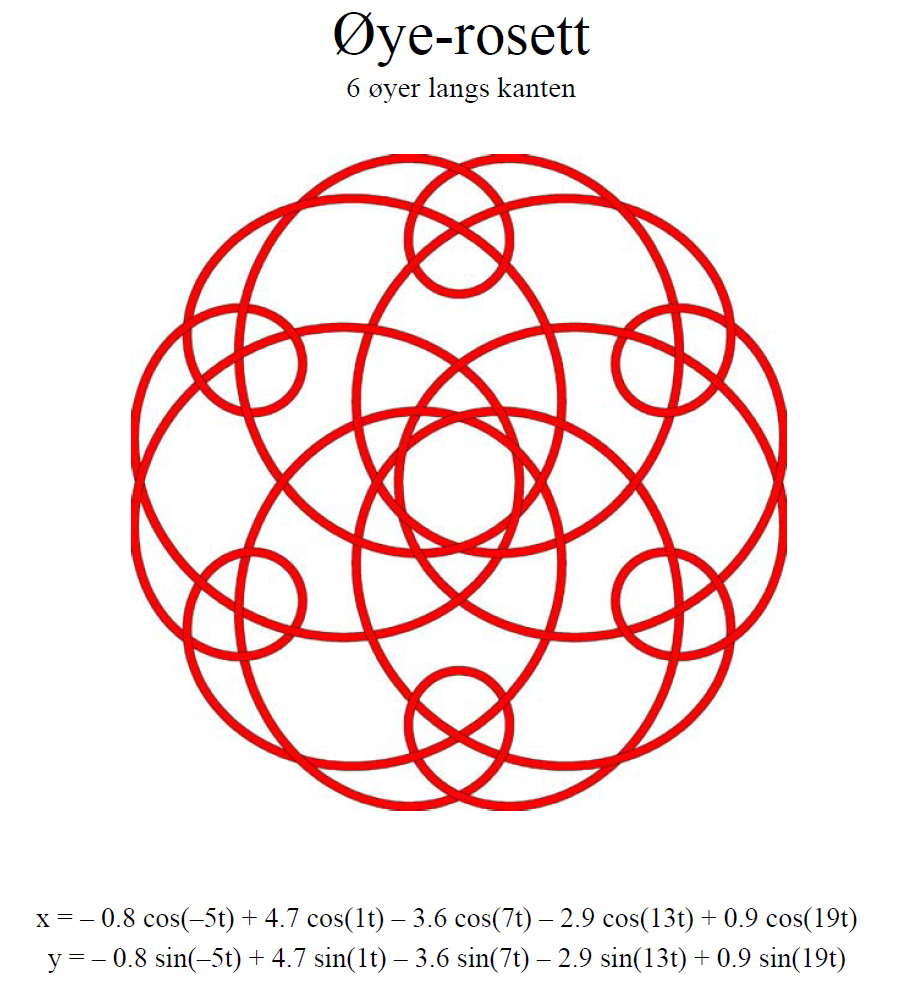 Øye-rosett
6 øyer langs kanten
x = – 0.8 cos(–5t) + 4.7 cos(1t) – 3.6 cos(7t) – 2.9 cos(13t) + 0.9 cos(19t)
y = – 0.8 sin(–5t) + 4.7 sin(1t) – 3.6 sin(7t) – 2.9 sin(13t) + 0.9 sin(19t)